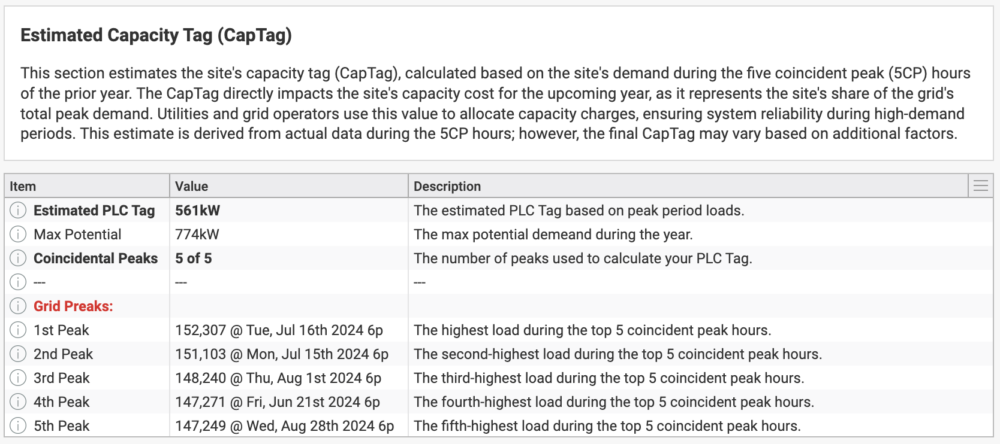 Estimated Capacity Tag (CapTag)
This section estimates the site's capacity tag (CapTag), calculated based on the site's demand during the five coincident peak (5CP) hours
of the prior year. The CapTag directly impacts the site's capacity cost for the upcoming year, as it represents the site's share of the grid's
total peak demand. Utilities and grid operators use this value to allocate capacity charges, ensuring system reliability during high-demand
periods. This estimate is derived from actual data during the 5CP hours; however, the final CapTag may vary based on additional factors.
Item Value Description
Estimated PLC Tag 561kW The estimated PLC Tag based on peak period loads.
Max Potential 774kW The max potential demeand during the year.
Coincidental Peaks 5 of 5 The number of peaks used to calculate your PLC Tag.
--- --- ---
Grid Preaks:
1st Peak 152,307 @ Tue, Jul 16th 2024 6p The highest load during the top 5 coincident peak hours.
2nd Peak 151,103 @ Mon, Jul 15th 2024 6p The second-highest load during the top 5 coincident peak hours.
3rd Peak 148,240 @ Thu, Aug 1st 2024 6p The third-highest load during the top 5 coincident peak hours.
4th Peak 147,271 @ Fri, Jun 21st 2024 6p The fourth-highest load during the top 5 coincident peak hours.
5th Peak 147,249 @ Wed, Aug 28th 2024 6p The fifth-highest load during the top 5 coincident peak hours.